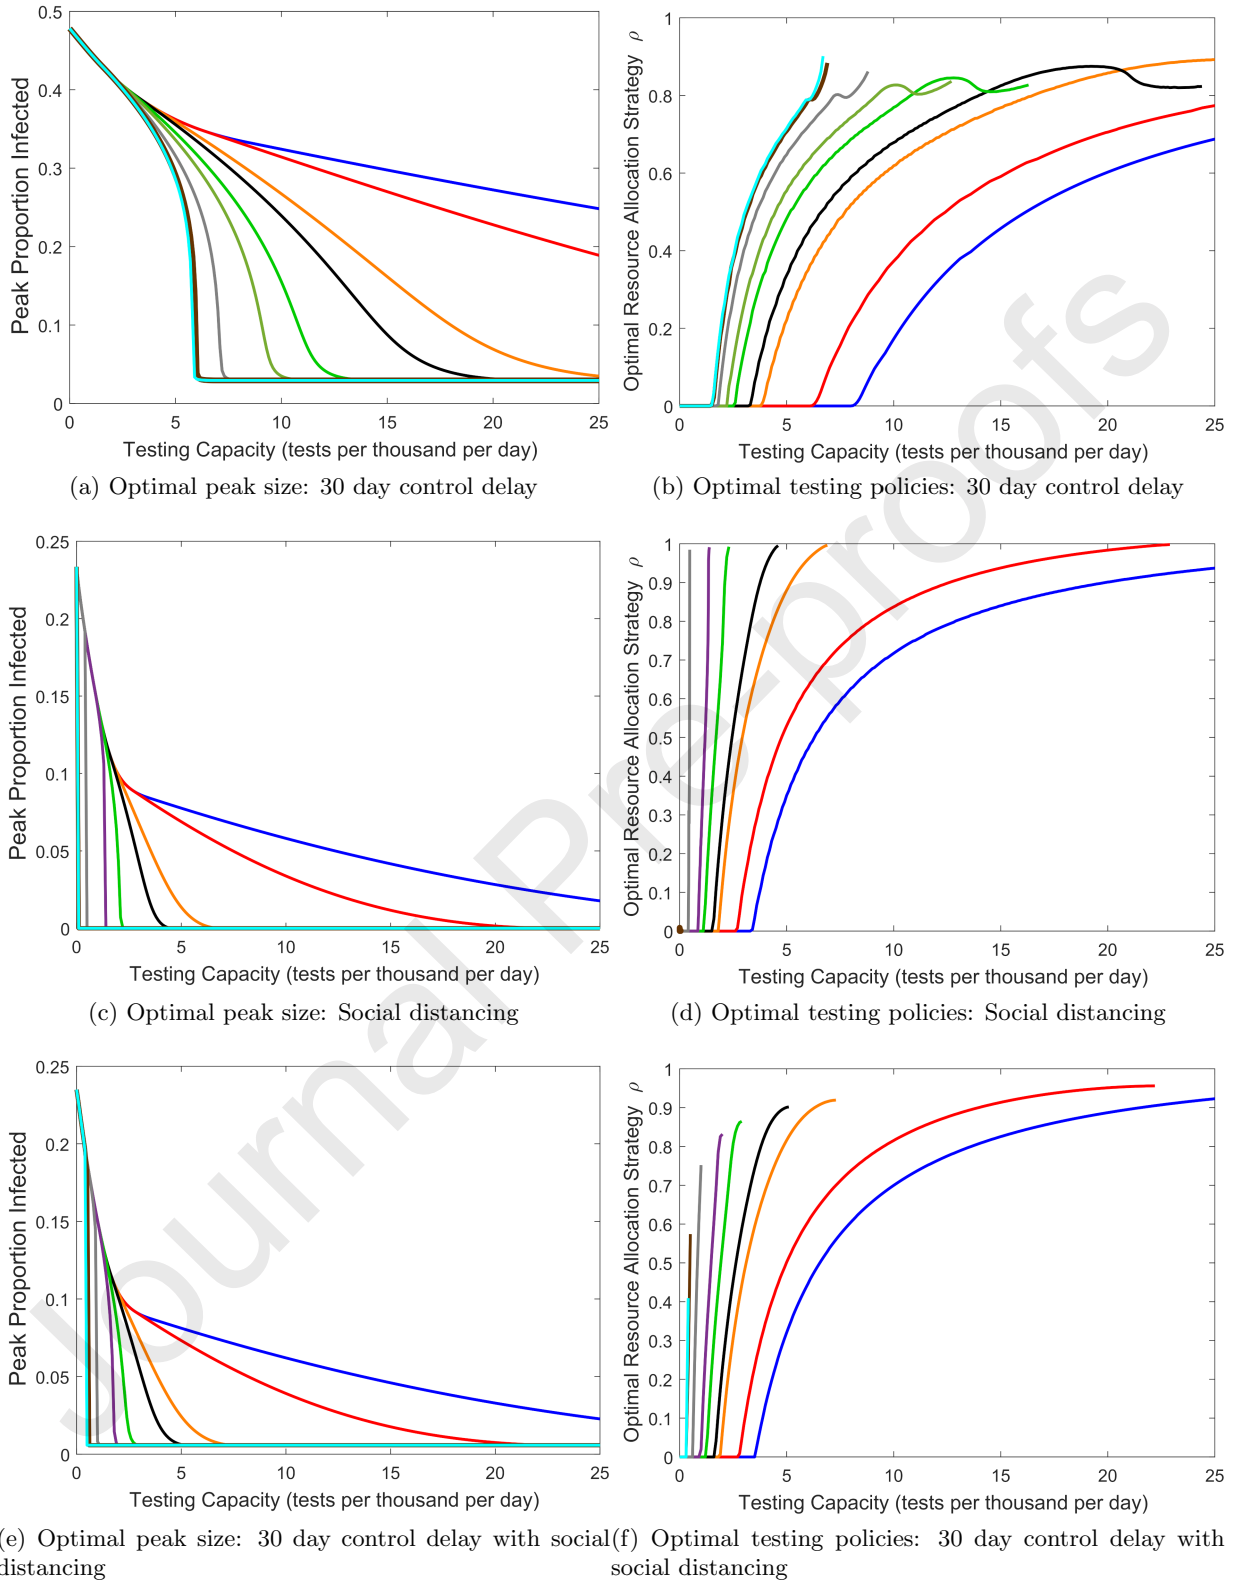 0.5
0.4
0.3
0.2
0.1
0
Peak Proportion Infected
0 5 10 15 20 25
Testing Capacity (tests per thousand per day)
(a) Optimal peak size: 30 day control delay
1
0.8
0.6
0.4
0.2
0
Optimal Resource Allocation Strategy ρ
0 5 10 15 20 25
Testing Capacity (tests per thousand per day)
(b) Optimal testing policies: 30 day control delay
0.25
0.2
0.15
0.1
0.05
0
Peak Proportion Infected
0 5 10 15 20 25
Testing Capacity (tests per thousand per day)
(c) Optimal peak size: Social distancing
1
0.9
0.8
0.7
0.6
0.5
0.4
0.3
0.2
0.1
0
Optimal Resource Allocation Strategy ρ
0 5 10 15 20 25
Testing Capacity (tests per thousand per day)
(d) Optimal testing policies: Social distancing
0.25
0.2
0.15
0.1
0.05
0
Peak Proportion Infected
0 5 10 15 20 25
Testing Capacity (tests per thousand per day)
(e) Optimal peak size: 30 day control delay with social
distancing
1
0.9
0.8
0.7
0.6
0.5
0.4
0.3
0.2
0.1
0
Optimal Resource Allocation Strategy ρ
0 5 10 15 20 25
Testing Capacity (tests per thousand per day)
(f) Optimal testing policies: 30 day control delay with
social distancing
Journal Pre-proofs